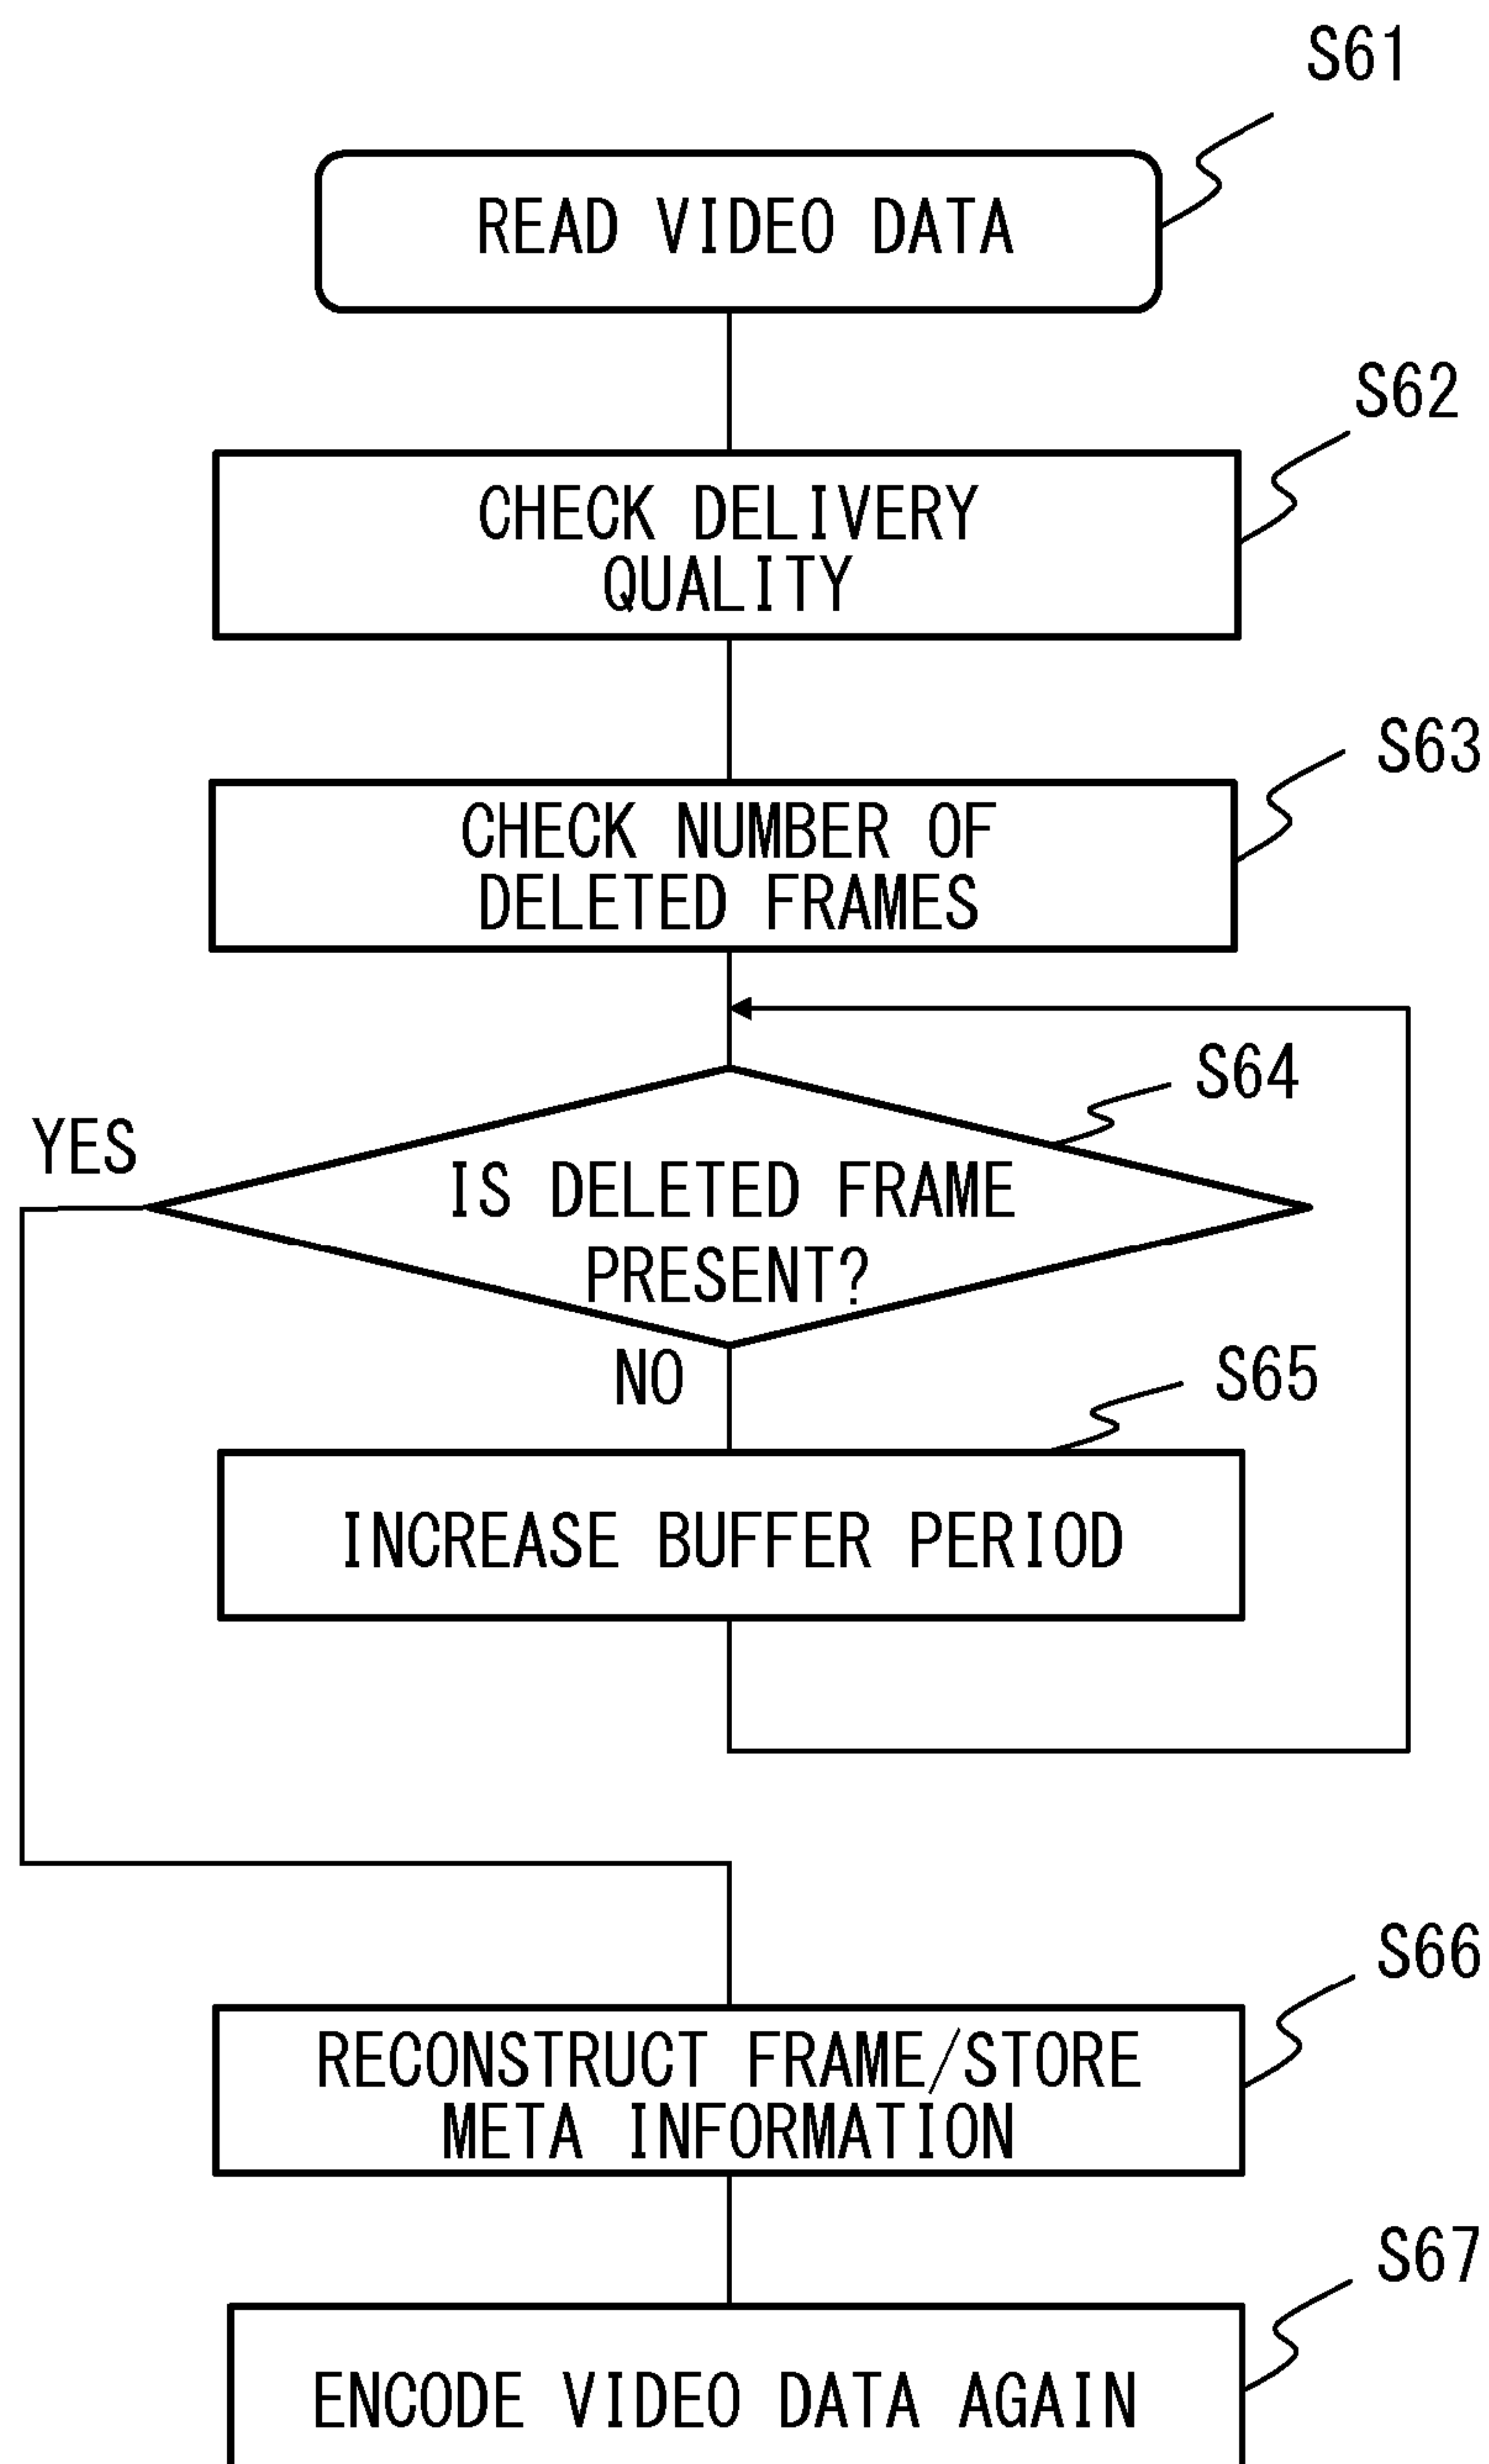 S61
READ VIDEO DATA
S62
CHECK DELIVERY
QUALITY
S63
CHECK NUMBER OF
DELETED FRAMES
S64
YES
IS DELETED FRAME
PRESENT?
NO
S65
INCREASE BUFFER PERIOD
S66
RECONSTRUCT FRAME/STORE
META INFORMATION
S67
ENCODE VIDEO DATA AGAIN